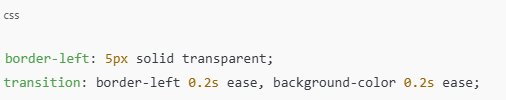 css
border-left: 5px solid transparent;
transition: border-left 0.2s ease, background-color 0.2s ease;